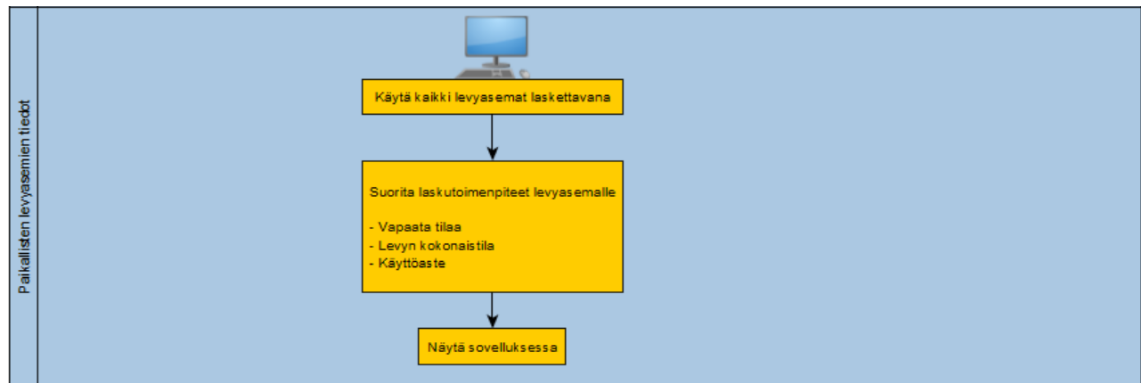 Paikallisten levyasemien tiedot
Käytä kaikki levyasemat laskettavana
Suorita laskutoimenpiteet levyasemalle
- Vapaata tilaa
- Levyn kokonaistila
- Käyttöaste
Näytä sovelluksessa